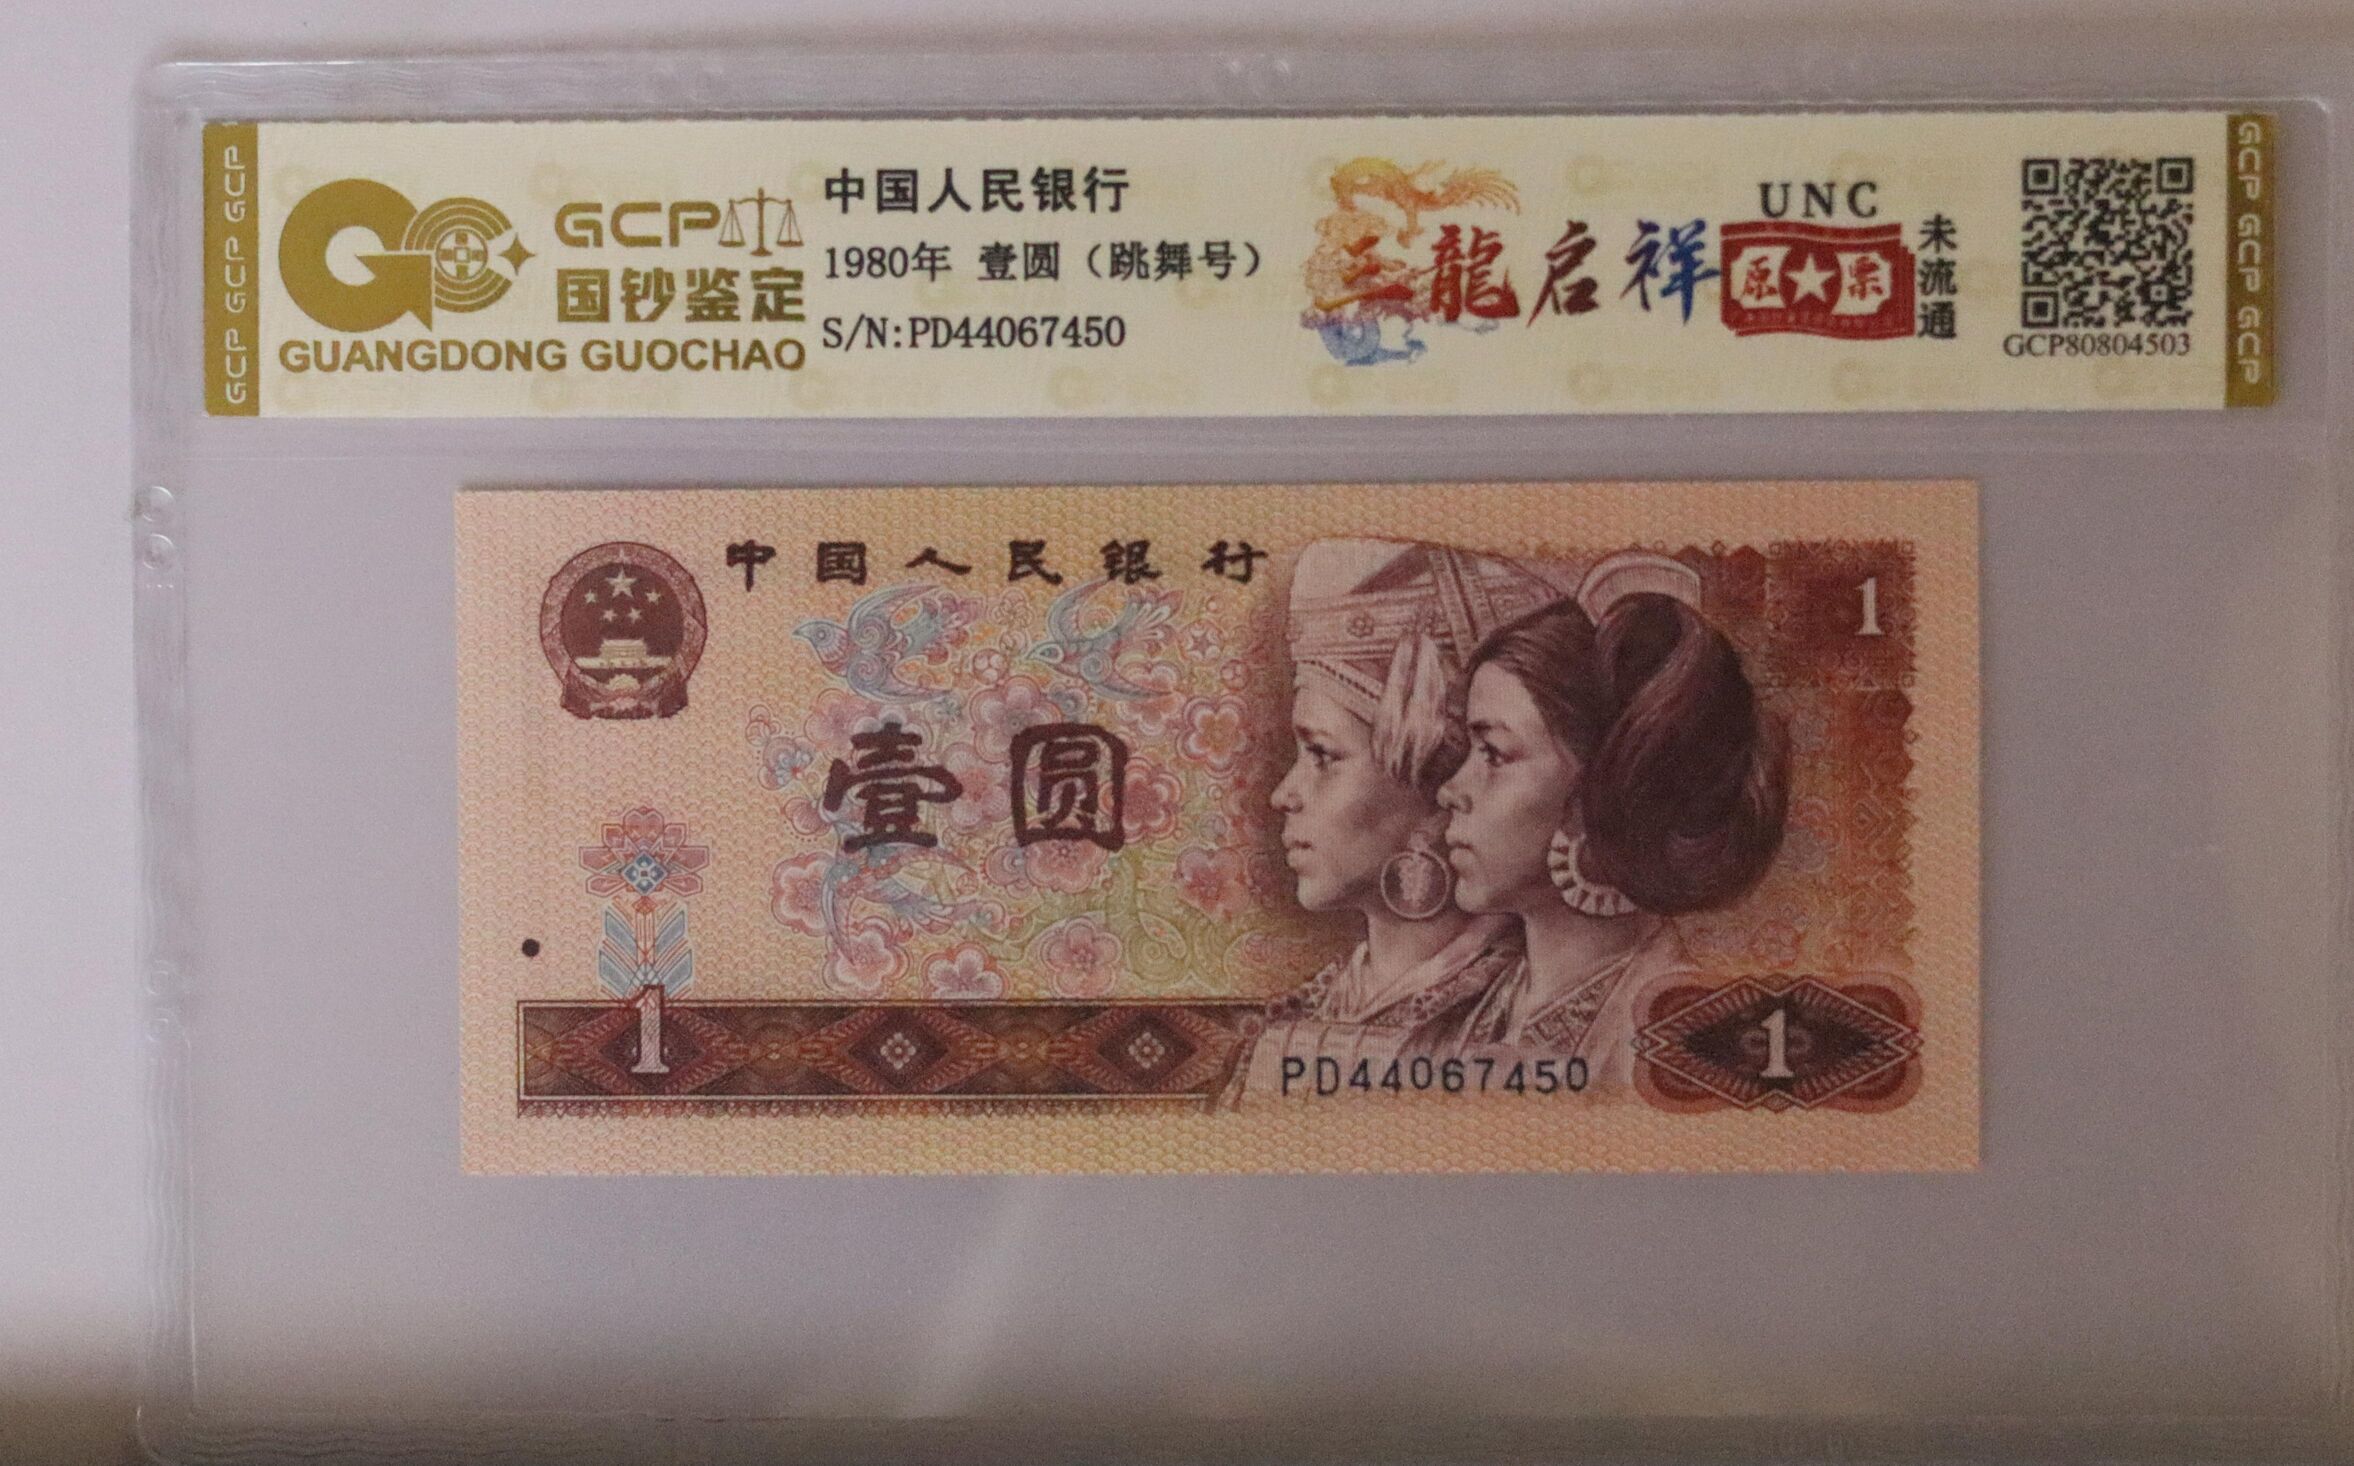 GCP GCP GCP
GCP
国钞鉴定
GUANGDONG GUOCHAO
中国人民银行
1980年 壹圆（跳舞号）
S/N:PD44067450
三龍启祥
UNC
原★票
未流通
GCP80804503
GCP GCP GCP
中国人民银行
1
壹圆
1
PD44067450
1